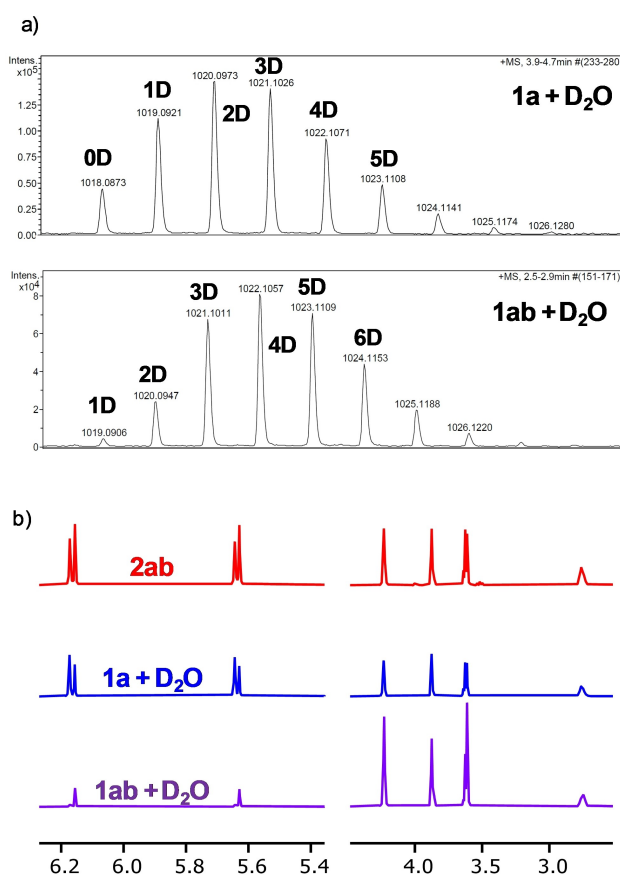 a)
Intens.
x10⁵
+MS, 3.9-4.7min #(233-280
1a + D₂O
1.25
1.00
0.75
0.50
0.25
0.00
0D
1D
2D
3D
4D
5D
1018.0873
1019.0921
1020.0973
1021.1026
1022.1071
1023.1108
1024.1141
1025.1174
1026.1280
Intens.
x10⁴
+MS, 2.5-2.9min #(151-171)
1ab + D₂O
8
6
4
2
0
1D
2D
3D
4D
5D
6D
1019.0906
1020.0947
1021.1011
1022.1057
1023.1109
1024.1153
1025.1188
1026.1220
b)
2ab
1a + D₂O
1ab + D₂O
6.2 6.0 5.8 5.6 5.4 4.0 3.5 3.0